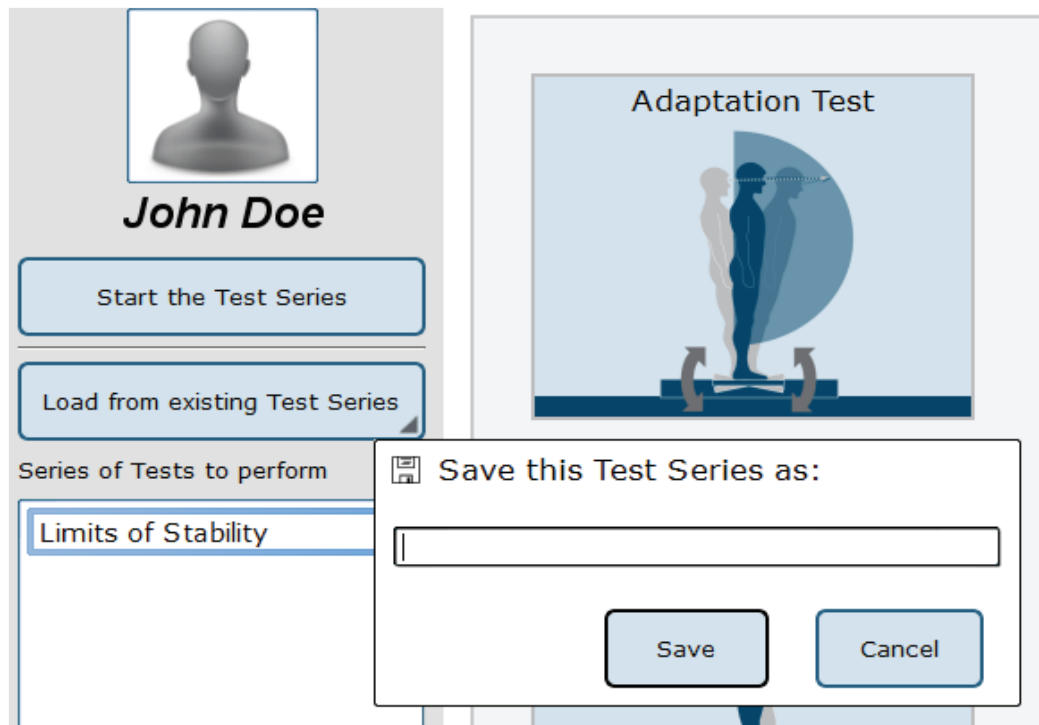 John Doe
Start the Test Series
Load from existing Test Series
Series of Tests to perform
Limits of Stability
Adaptation Test
Save this Test Series as:
Save
Cancel